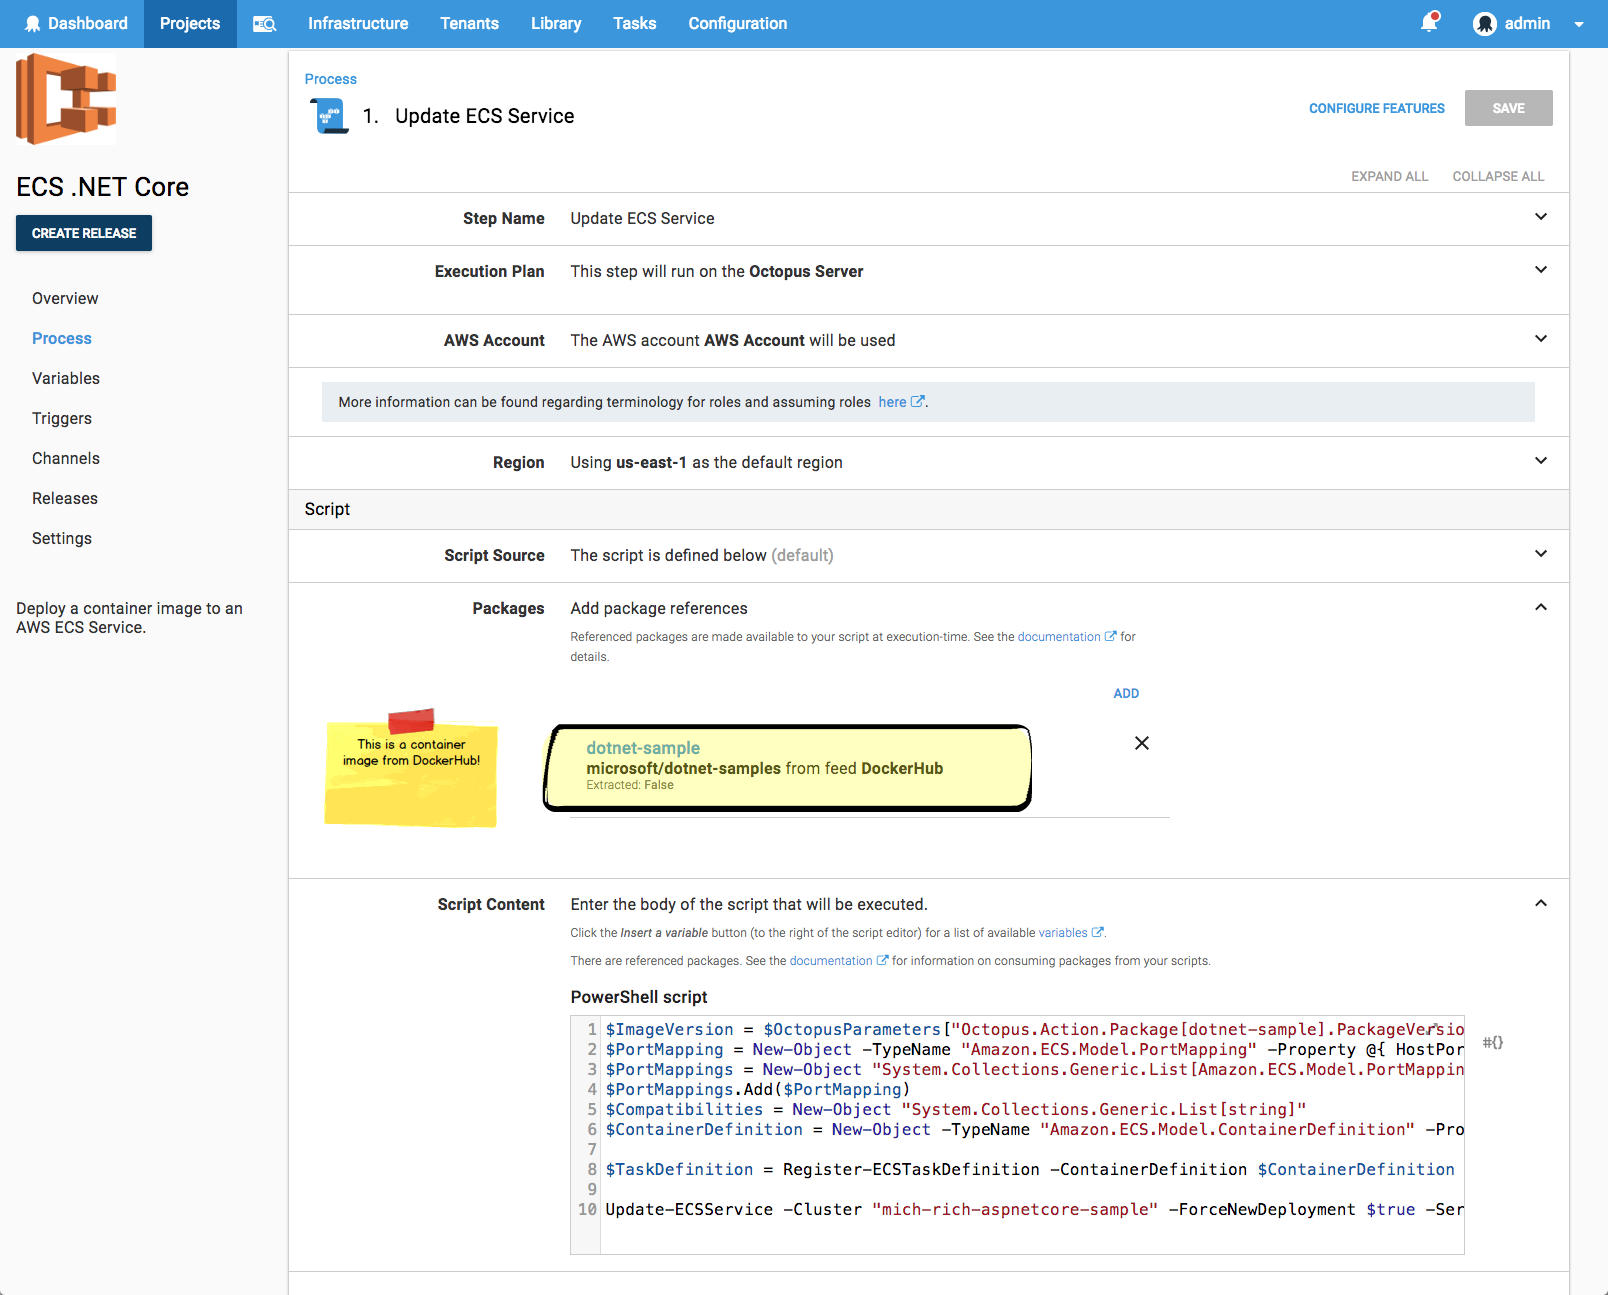 Dashboard
Projects
Infrastructure
Tenants
Library
Tasks
Configuration
admin
ECS .NET Core
CREATE RELEASE
Overview
Process
Variables
Triggers
Channels
Releases
Settings
Deploy a container image to an
AWS ECS Service.
Process
1. Update ECS Service
CONFIGURE FEATURES
SAVE
EXPAND ALL
COLLAPSE ALL
Step Name Update ECS Service
Execution Plan This step will run on the Octopus Server
AWS Account The AWS account AWS Account will be used
More information can be found regarding terminology for roles and assuming roles here.
Region Using us-east-1 as the default region
Script
Script Source The script is defined below (default)
Packages Add package references
Referenced packages are made available to your script at execution-time. See the documentation for
details.
ADD
This is a container
image from DockerHub!
dotnet-sample
microsoft/dotnet-samples from feed DockerHub
Extracted: False
Script Content Enter the body of the script that will be executed.
Click the Insert a variable button (to the right of the script editor) for a list of available variables.
There are referenced packages. See the documentation for information on consuming packages from your scripts.
PowerShell script
1 $ImageVersion = $OctopusParameters["Octopus.Action.Package[dotnet-sample].PackageVersio
2 $PortMapping = New-Object -TypeName "Amazon.ECS.Model.PortMapping" -Property @{ HostPor
3 $PortMappings = New-Object "System.Collections.Generic.List[Amazon.ECS.Model.PortMappin
4 $PortMappings.Add($PortMapping)
5 $Compatibilities = New-Object "System.Collections.Generic.List[string]"
6 $ContainerDefinition = New-Object -TypeName "Amazon.ECS.Model.ContainerDefinition" -Pro
7
8 $TaskDefinition = Register-ECSTaskDefinition -ContainerDefinition $ContainerDefinition
9
10 Update-ECSService -Cluster "mich-rich-aspnetcore-sample" -ForceNewDeployment $true -Ser
#{}